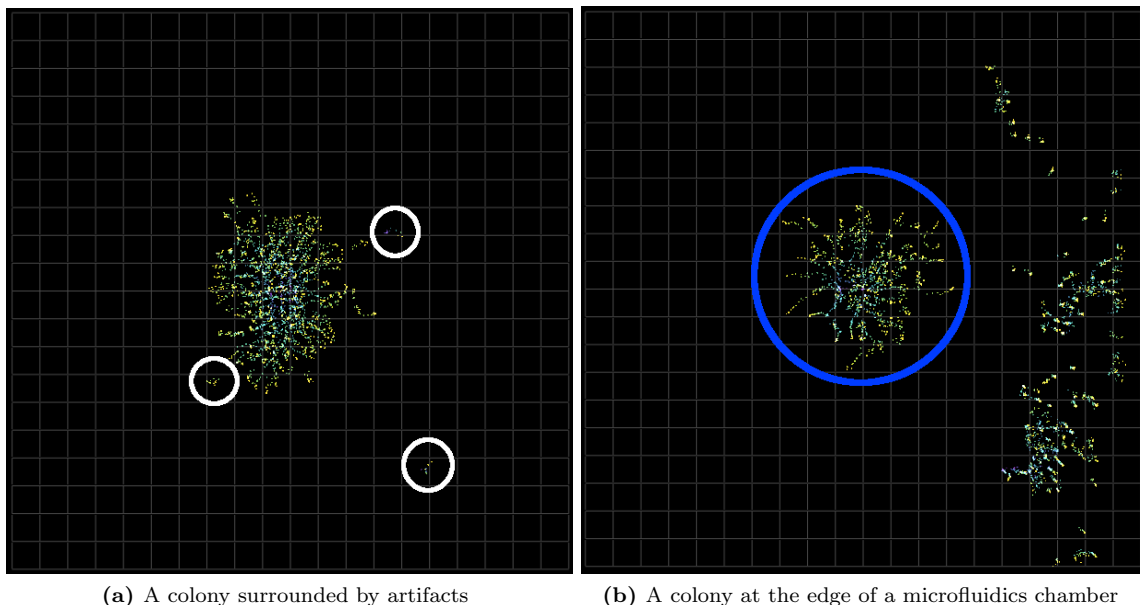 (a) A colony surrounded by artifacts
(b) A colony at the edge of a microfluidics chamber